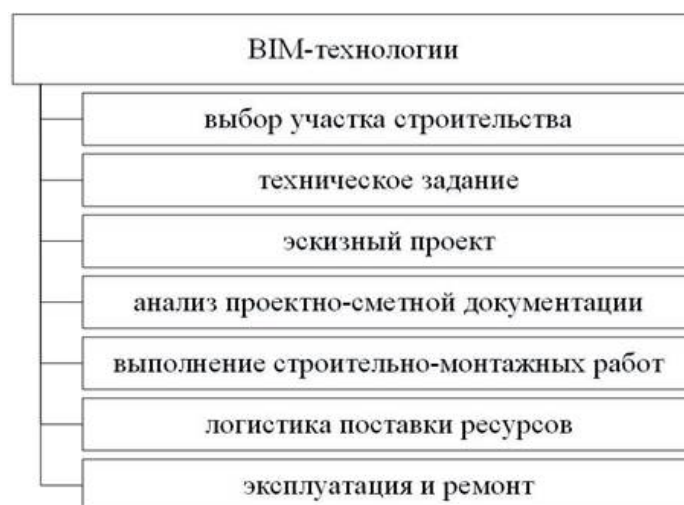 BIM-технологии
выбор участка строительства
техническое задание
эскизный проект
анализ проектно-сметной документации
выполнение строительно-монтажных работ
логистика поставки ресурсов
эксплуатация и ремонт